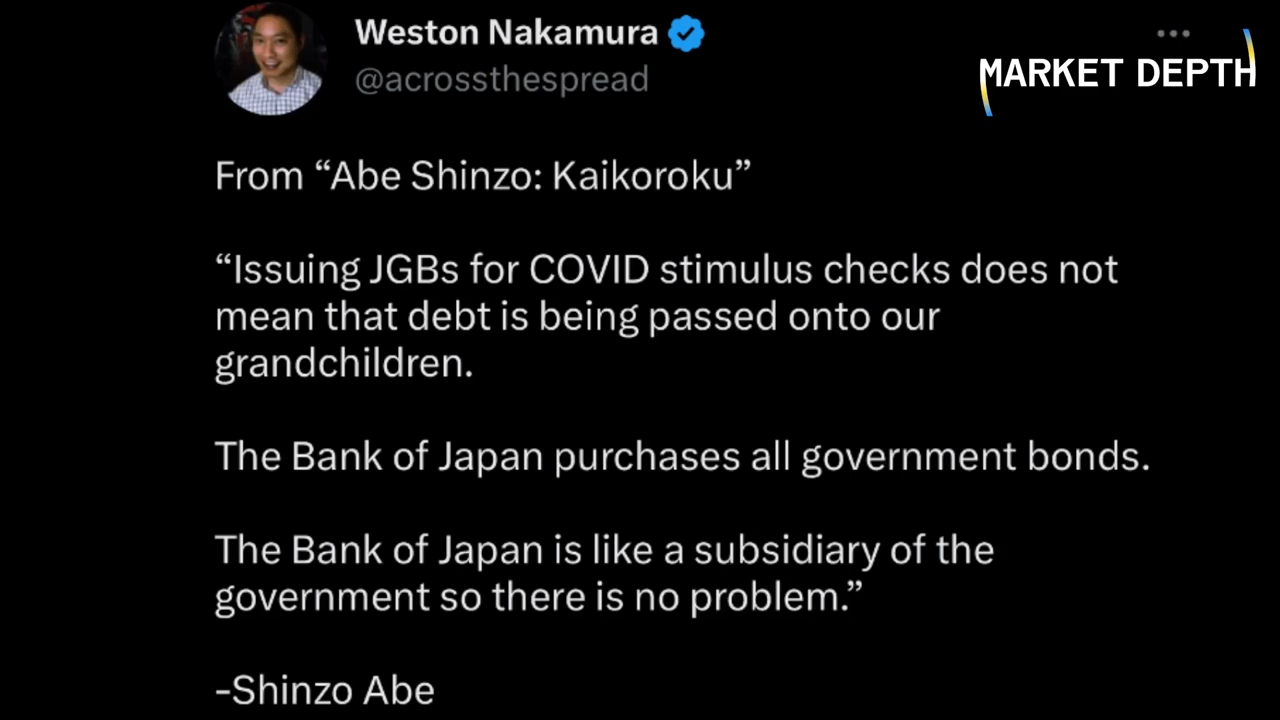 Weston Nakamura
@acrossthespread
MARKET DEPTH
From “Abe Shinzo: Kaikoroku”
“Issuing JGBs for COVID stimulus checks does not
mean that debt is being passed onto our
grandchildren.
The Bank of Japan purchases all government bonds.
The Bank of Japan is like a subsidiary of the
government so there is no problem.”
-Shinzo Abe